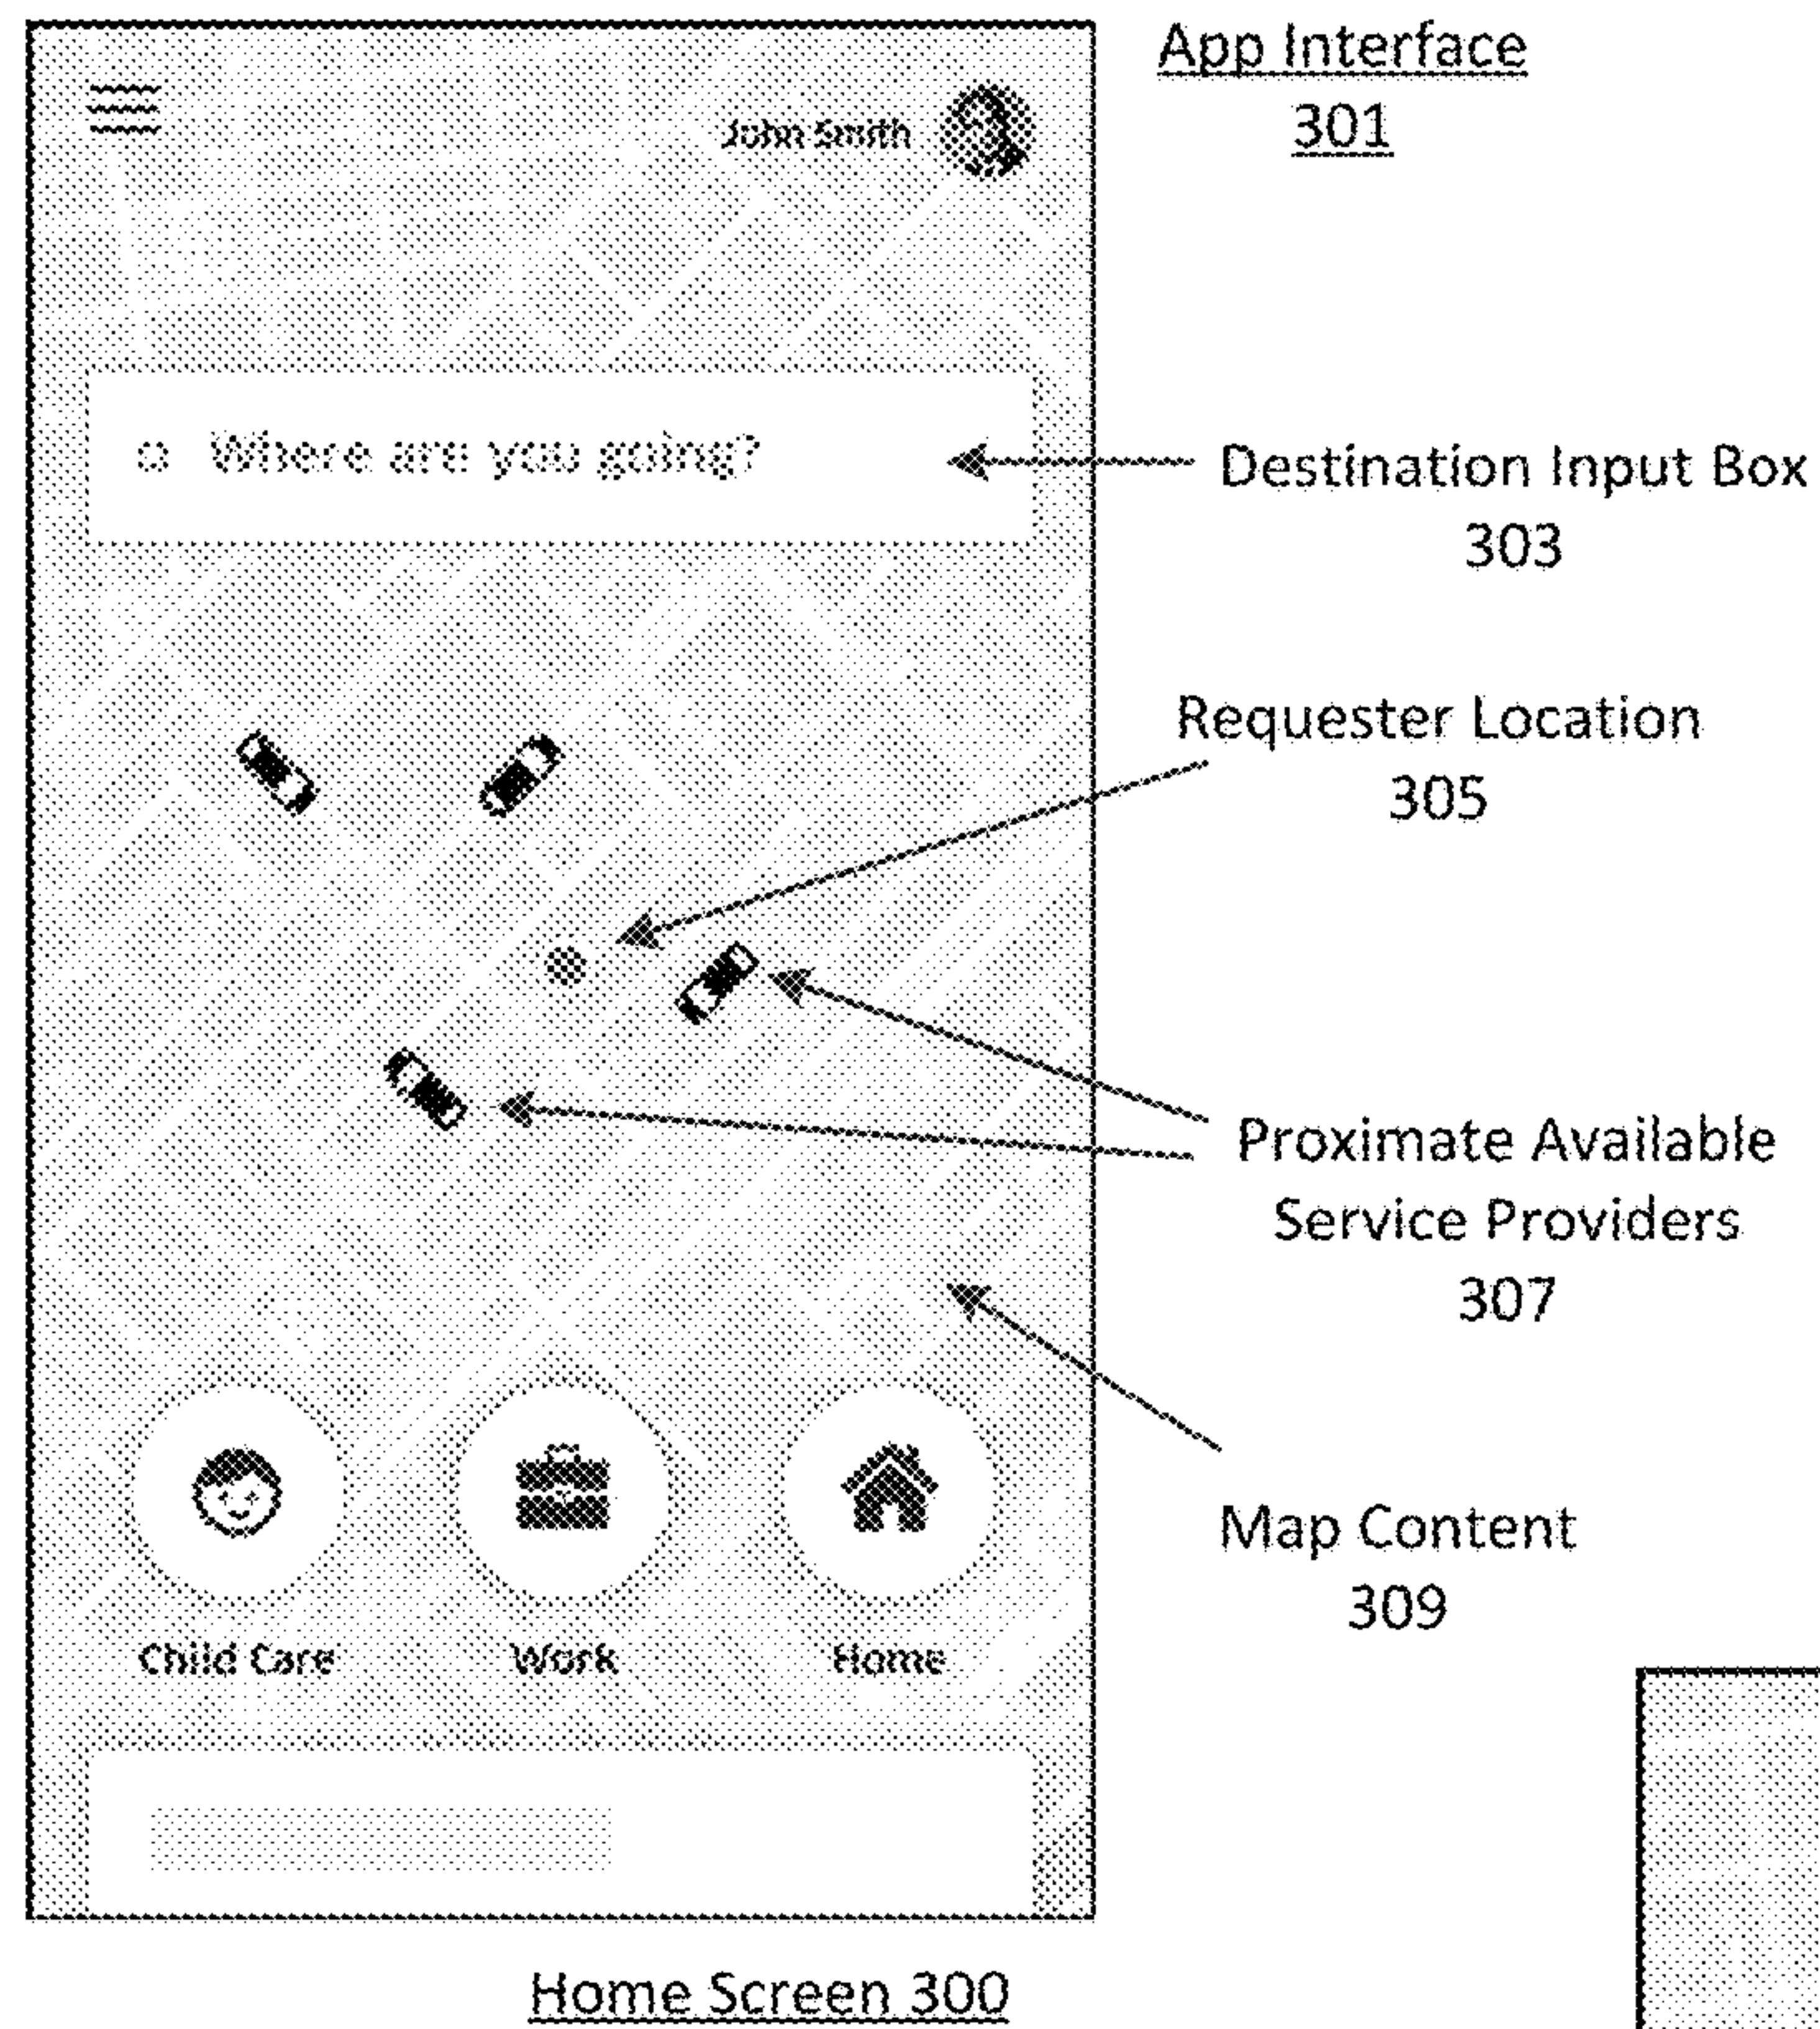 App Interface
301
John Smith
Where are you going?
Destination Input Box
303
Requester Location
305
Proximate Available
Service Providers
307
Map Content
309
Child Care
Work
Home
Home Screen 300